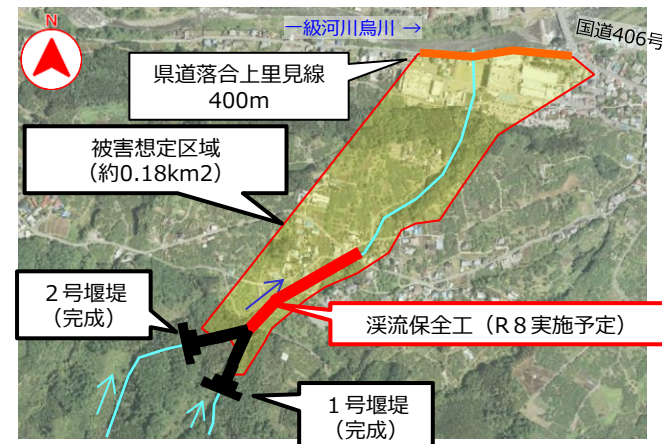 N
一級河川烏川 →
国道406号
県道落合上里見線
400m
被害想定区域
（約0.18km2）
２号堰堤
（完成）
渓流保全工（R８実施予定）
１号堰堤
（完成）